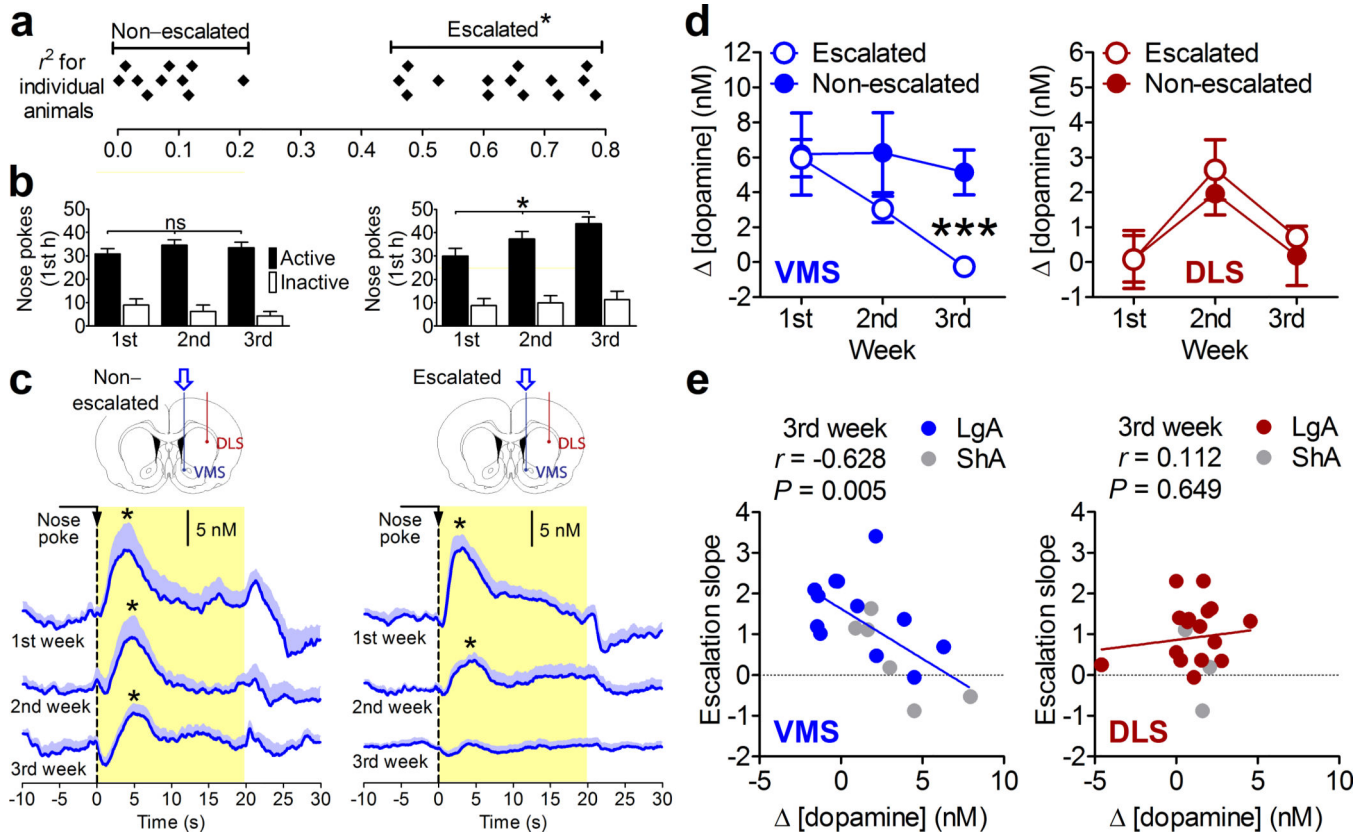 a
Non–escalated
Escalated*
r² for
individual
animals
0.0 0.1 0.2 0.3 0.4 0.5 0.6 0.7 0.8
b
Nose pokes
(1st h)
50
40
30
20
10
0
ns
Active
Inactive
1st 2nd 3rd
Nose pokes
(1st h)
50
40
30
20
10
0
*
1st 2nd 3rd
c
Non–
escalated
DLS
VMS
Escalated
DLS
VMS
Nose
poke
*
5 nM
1st week
*
2nd week
*
3rd week
-10 -5 0 5 10 15 20 25 30
Time (s)
Nose
poke
*
5 nM
1st week
*
2nd week
3rd week
-10 -5 0 5 10 15 20 25 30
Time (s)
d
Δ [dopamine] (nM)
12
10
8
6
4
2
0
-2
Escalated
Non-escalated
***
VMS
1st 2nd 3rd
Week
Δ [dopamine] (nM)
6
5
4
3
2
1
0
-1
Escalated
Non-escalated
DLS
1st 2nd 3rd
Week
e
3rd week
r = -0.628
P = 0.005
LgA
ShA
Escalation slope
4
3
2
1
0
-1
-2
VMS
-5 0 5 10
Δ [dopamine] (nM)
3rd week
r = 0.112
P = 0.649
LgA
ShA
Escalation slope
4
3
2
1
0
-1
-2
DLS
-5 0 5 10
Δ [dopamine] (nM)